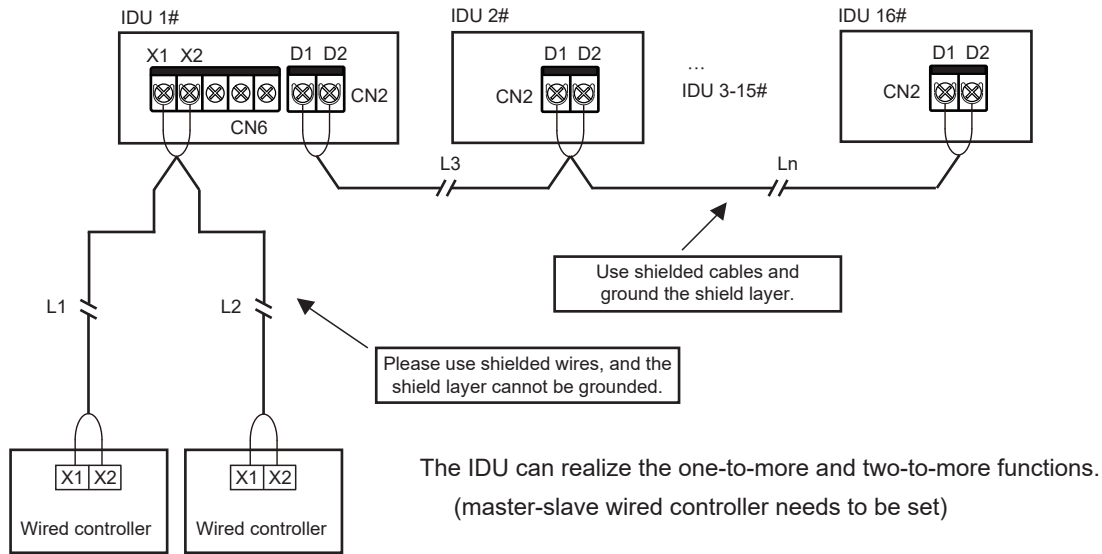 IDU 1#
IDU 2#
IDU 16#
X1 X2
D1 D2
D1 D2
D1 D2
...
IDU 3-15#
CN2
CN2
CN2
CN6
L3
Ln
Use shielded cables and
ground the shield layer.
L1
L2
Please use shielded wires, and the
shield layer cannot be grounded.
X1 X2
X1 X2
Wired controller
Wired controller
The IDU can realize the one-to-more and two-to-more functions.
(master-slave wired controller needs to be set)